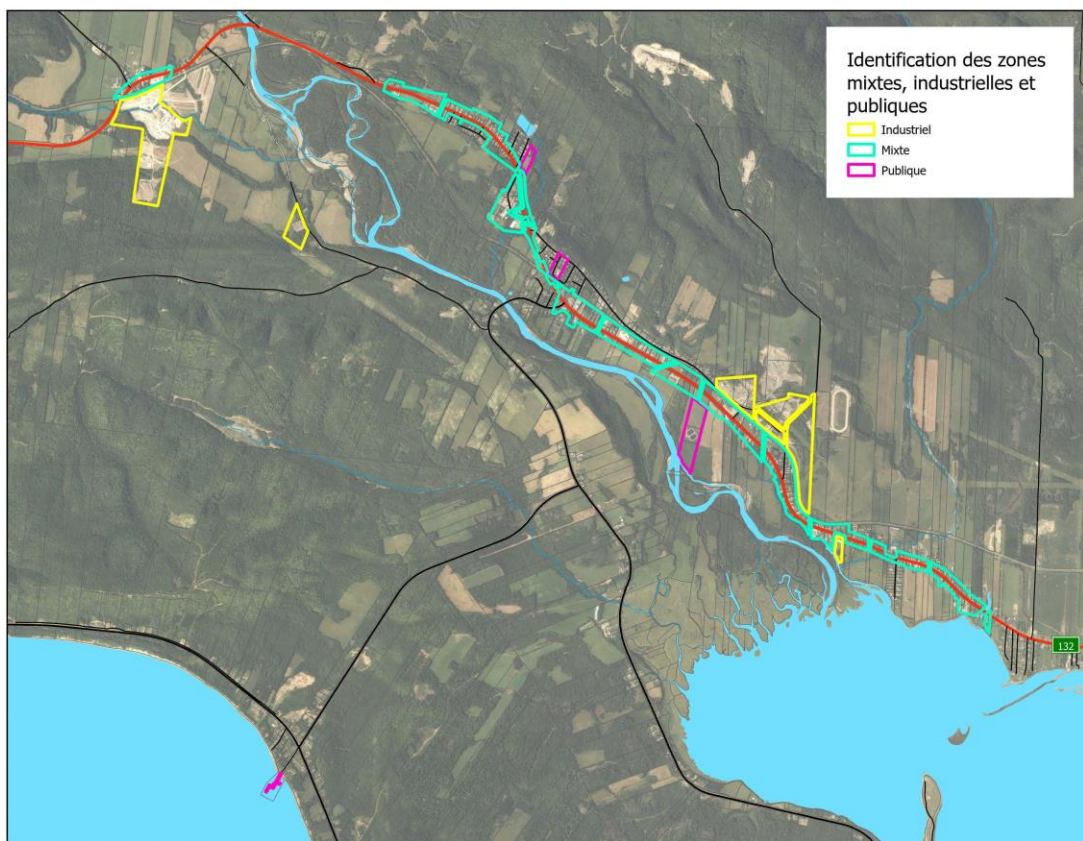 Identification des zones
mixtes, industrielles et
publiques
Industriel
Mixte
Publique
132